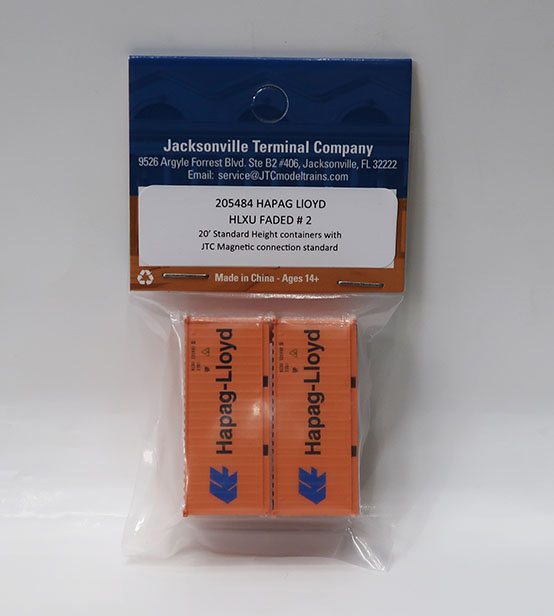 Jacksonville Terminal Company
9526 Argyle Forrest Blvd. Ste B2 #406, Jacksonville, FL 32222
Email: service@JTCmodeltrains.com
205484 HAPAG LlOYD
HLXU FADED # 2
20' Standard Height containers with
JTC Magnetic connection standard
Made in China - Ages 14+
Hapag-Lloyd
Hapag-Lloyd